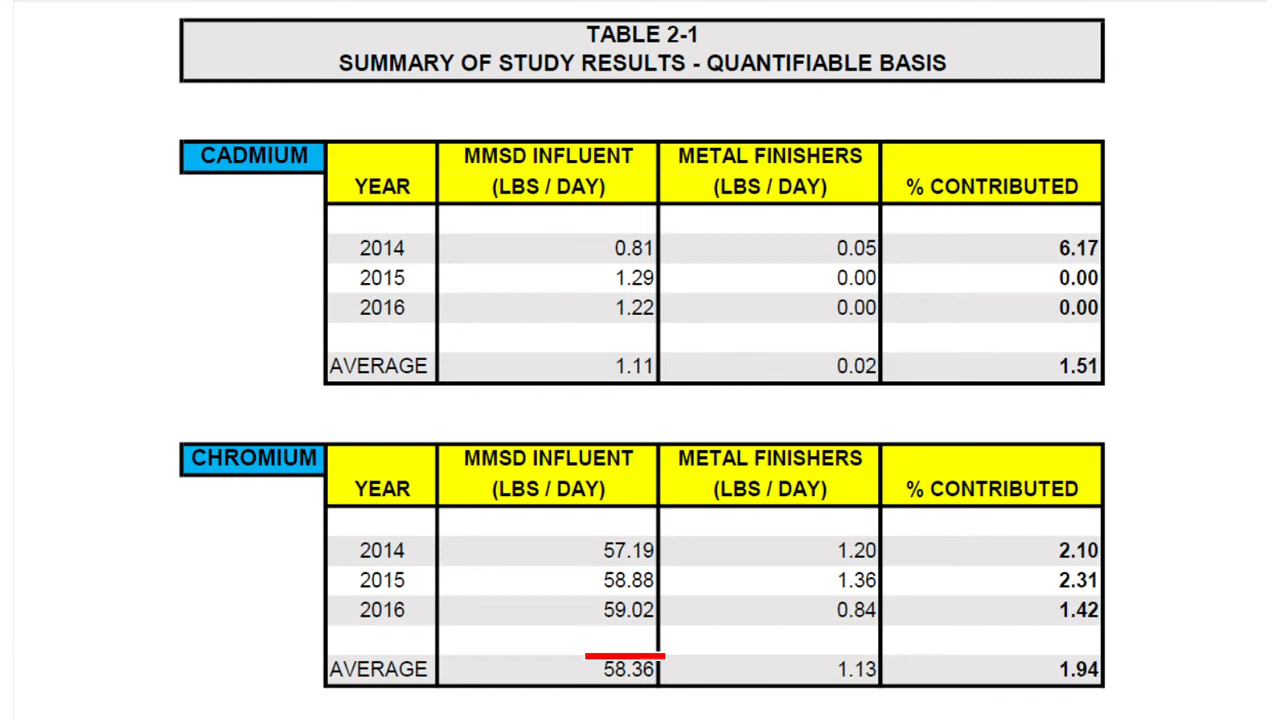 TABLE 2-1
SUMMARY OF STUDY RESULTS - QUANTIFIABLE BASIS
CADMIUM MMSD INFLUENT METAL FINISHERS
YEAR (LBS / DAY) (LBS / DAY) % CONTRIBUTED
2014 0.81 0.05 6.17
2015 1.29 0.00 0.00
2016 1.22 0.00 0.00
AVERAGE 1.11 0.02 1.51
CHROMIUM MMSD INFLUENT METAL FINISHERS
YEAR (LBS / DAY) (LBS / DAY) % CONTRIBUTED
2014 57.19 1.20 2.10
2015 58.88 1.36 2.31
2016 59.02 0.84 1.42
AVERAGE 58.36 1.13 1.94